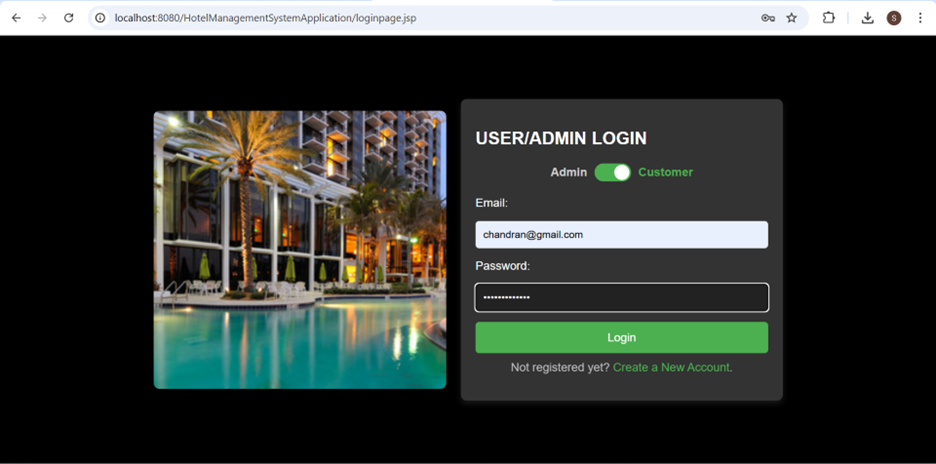 localhost:8080/HotelManagementSystemApplication/loginpage.jsp
S
USER/ADMIN LOGIN
Admin Customer
Email:
chandran@gmail.com
Password:
•••••••••••••
Login
Not registered yet? Create a New Account.